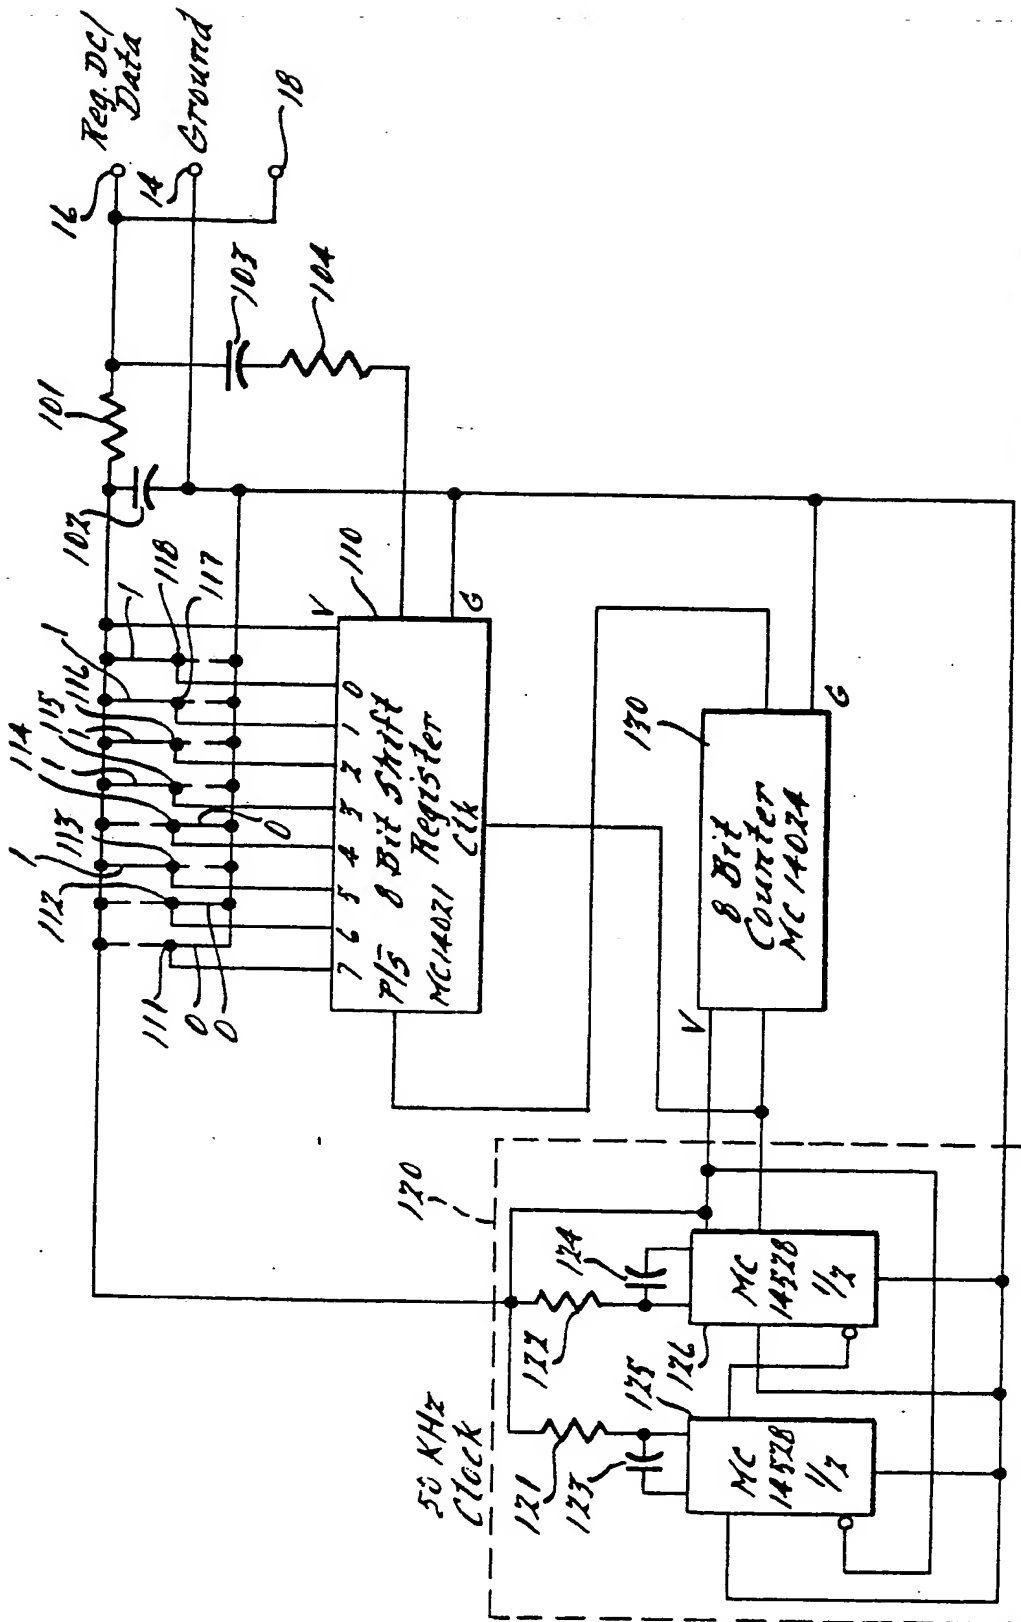 16
Reg. DC/
Data
14
Ground
18
101
102
103
104
112
113
114
115
116
117
118
111
1
1
1
1
1
0
0
0
V
110
7 6 5 4 3 2 1 0
P/S̅ 8 Bit Shift
Register
MC14021 Clk
G
130
V
8 Bit
Counter
MC 14024
G
120
50 KHz
Clock
121
122
123
124
125
126
MC
14528
1/2
MC
14528
1/2